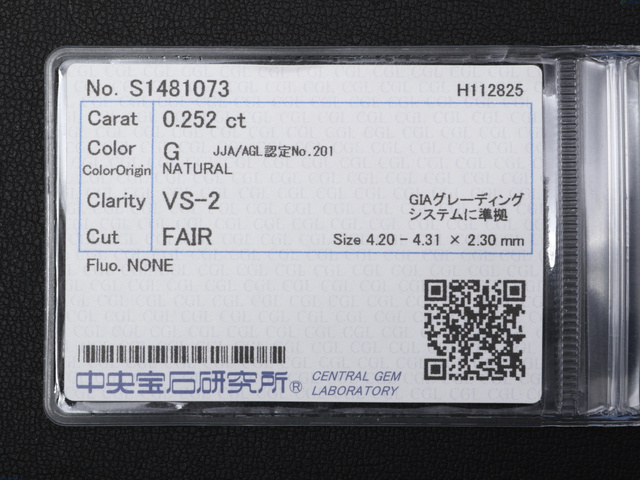 No. S1481073 H112825
Carat 0.252 ct
Color G JJA/AGL認定No.201
ColorOrigin NATURAL
Clarity VS-2 GIAグレーディング
システムに準拠
Cut FAIR Size 4.20 - 4.31 × 2.30 mm
Fluo. NONE
中央宝石研究所® CENTRAL GEM
LABORATORY